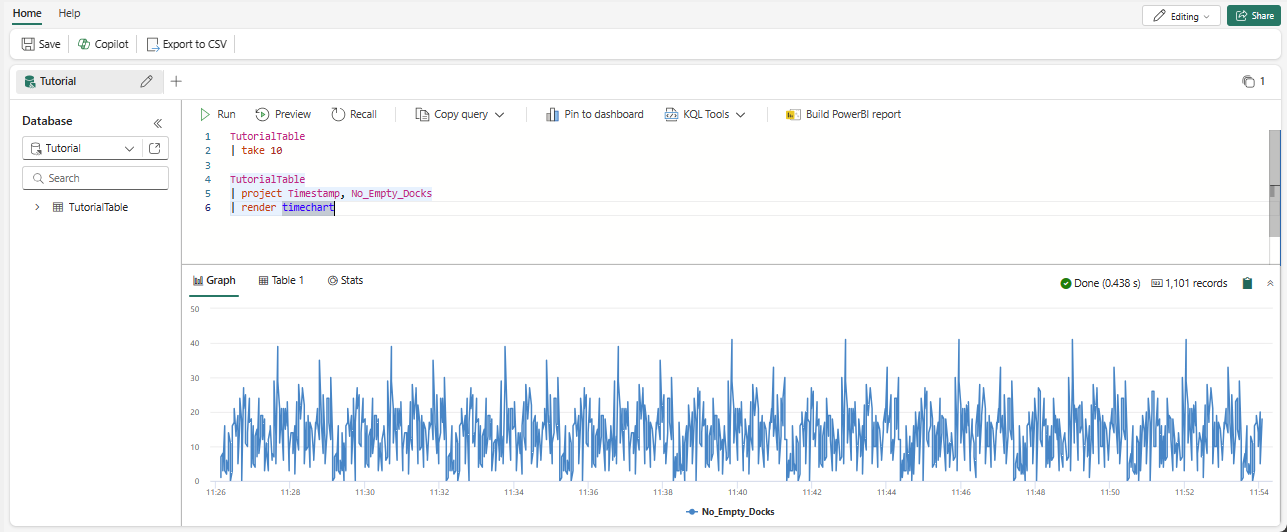 Home Help
Editing Share
Save Copilot Export to CSV
Tutorial + 1
Database
Tutorial
Search
TutorialTable
Run Preview Recall Copy query Pin to dashboard KQL Tools Build PowerBI report
1 TutorialTable
2 | take 10
3
4 TutorialTable
5 | project Timestamp, No_Empty_Docks
6 | render timechart
Graph Table 1 Stats
Done (0.438 s) 1,101 records
50
40
30
20
10
0
11:26 11:28 11:30 11:32 11:34 11:36 11:38 11:40 11:42 11:44 11:46 11:48 11:50 11:52 11:54
No_Empty_Docks